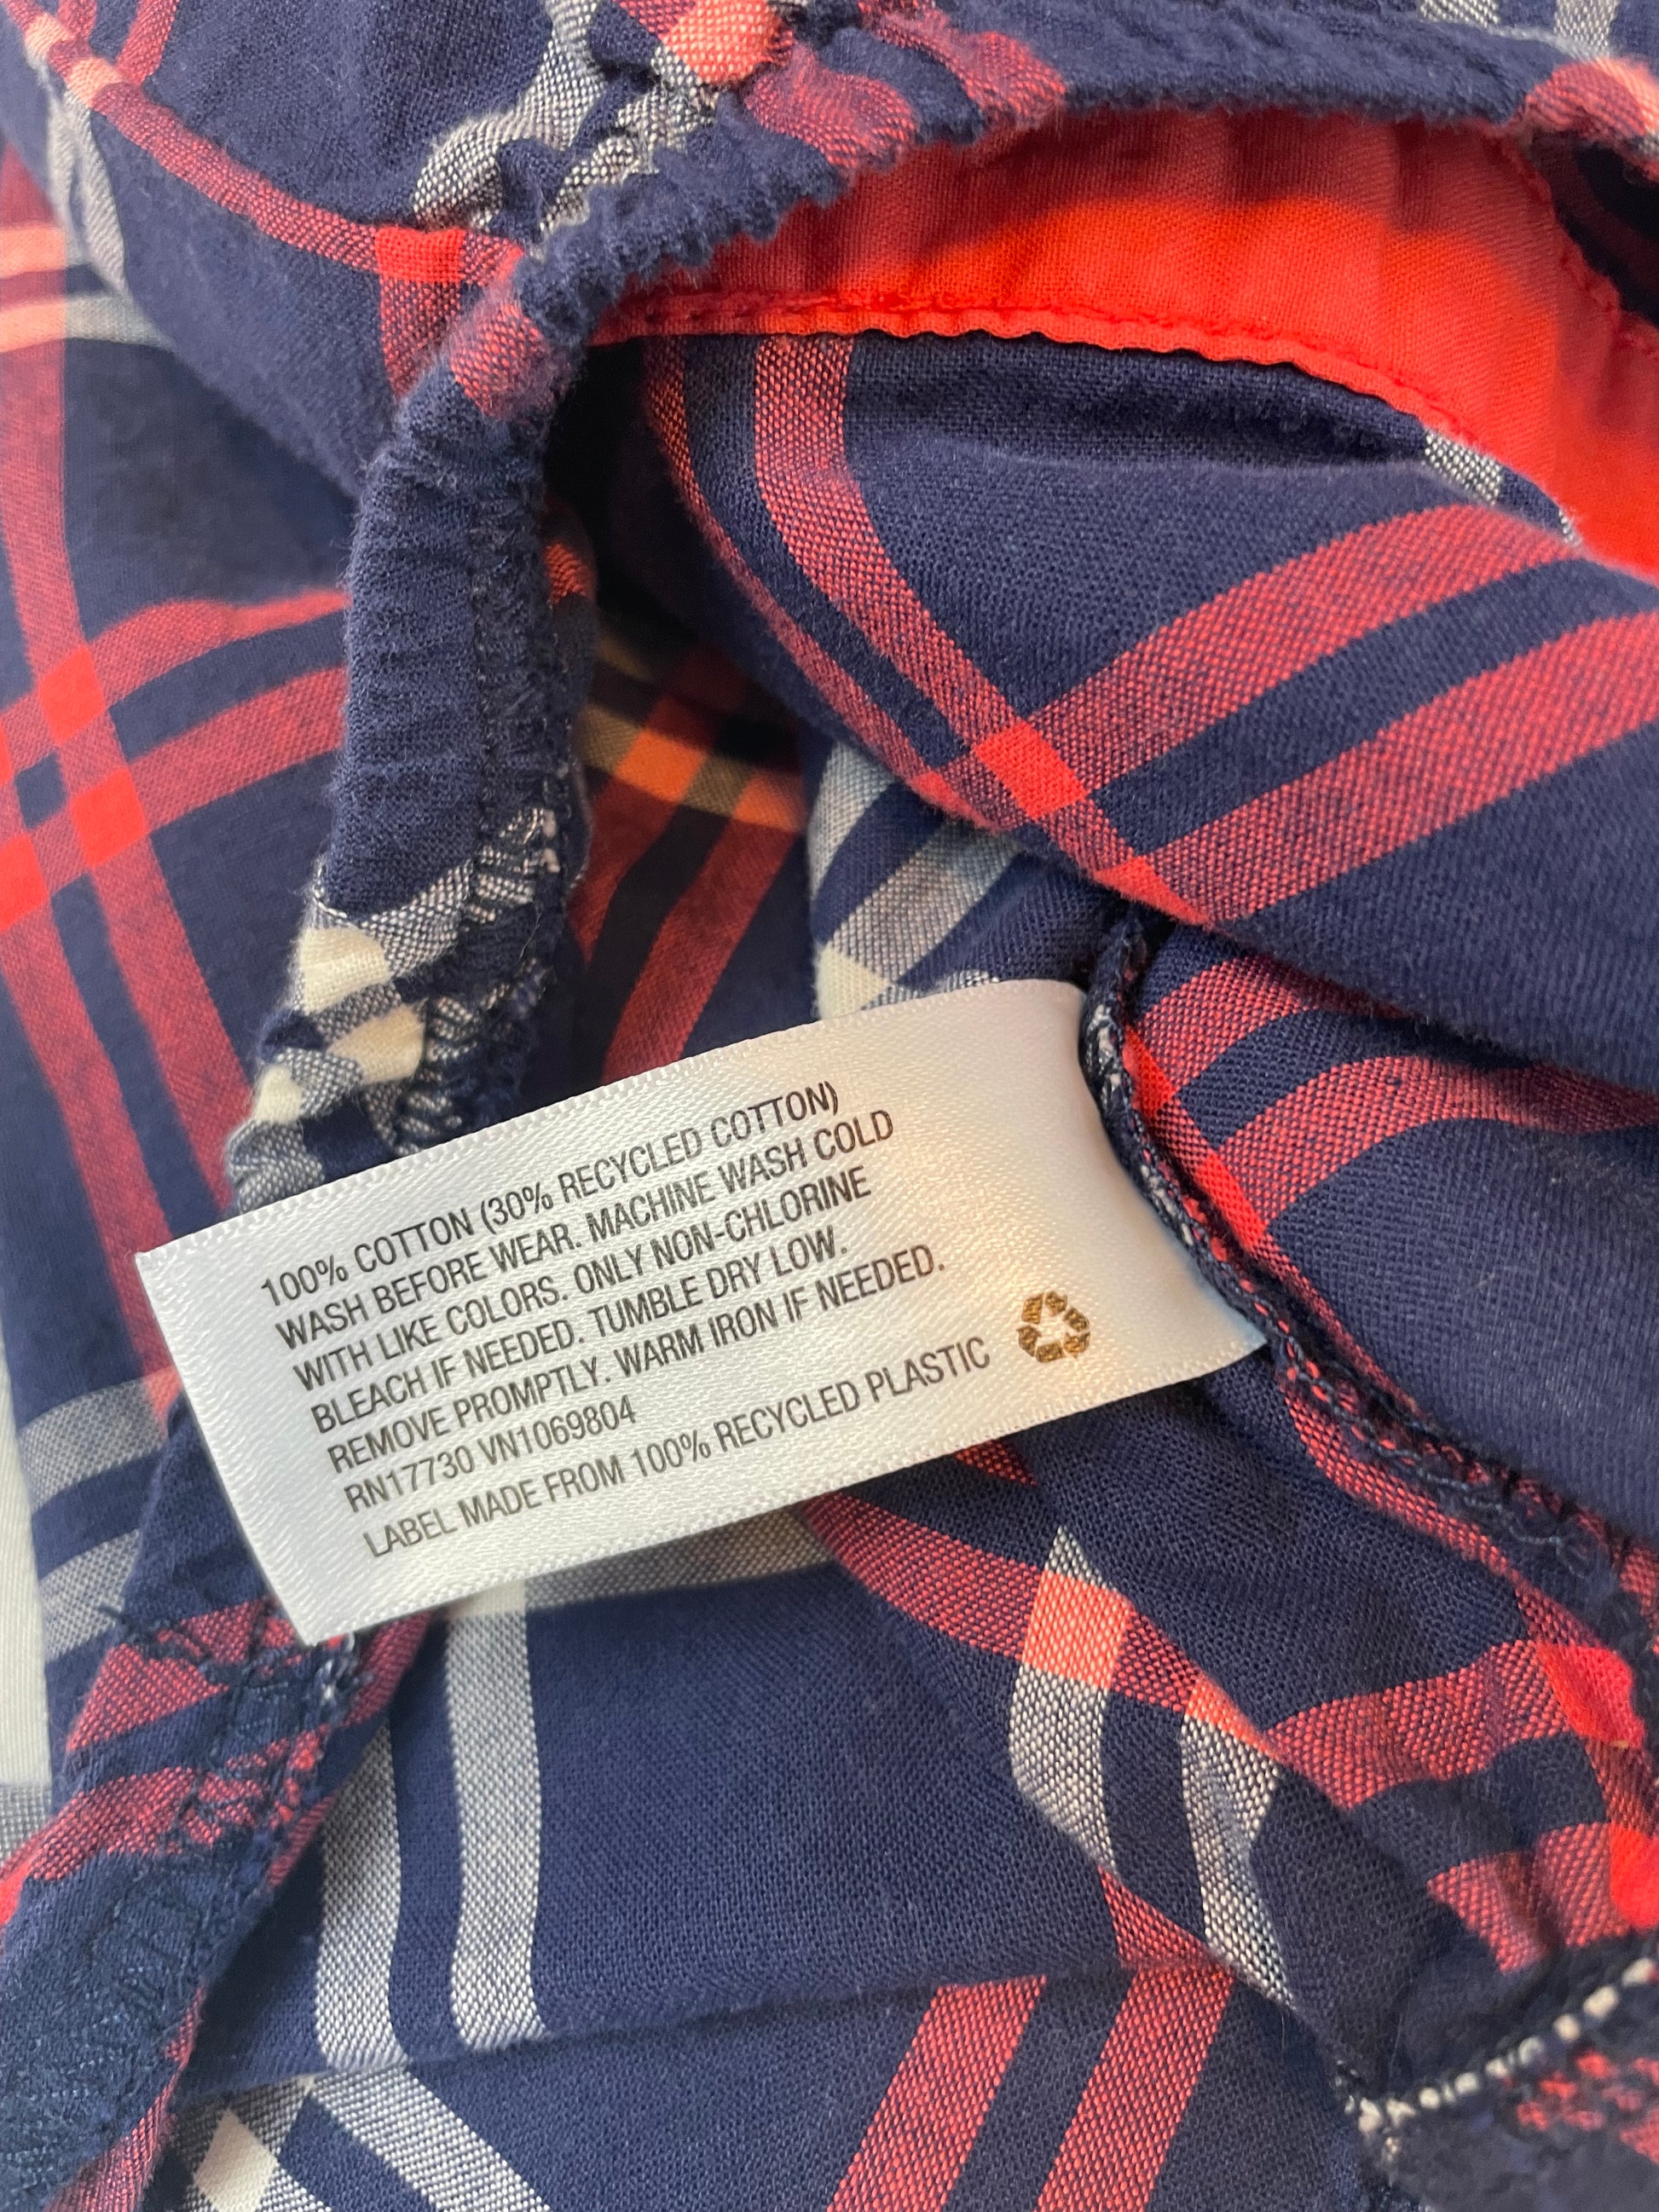 100% COTTON (30% RECYCLED COTTON)
WASH BEFORE WEAR. MACHINE WASH COLD
WITH LIKE COLORS. ONLY NON-CHLORINE
BLEACH IF NEEDED. TUMBLE DRY LOW.
REMOVE PROMPTLY. WARM IRON IF NEEDED.
RN17730 VN1069804
LABEL MADE FROM 100% RECYCLED PLASTIC